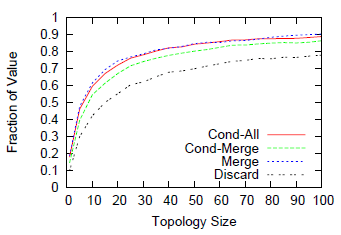 1
0.9
0.8
0.7
0.6
0.5
0.4
0.3
0.2
0.1
0
Fraction of Value
Cond-All
Cond-Merge
Merge
Discard
0 10 20 30 40 50 60 70 80 90 100
Topology Size